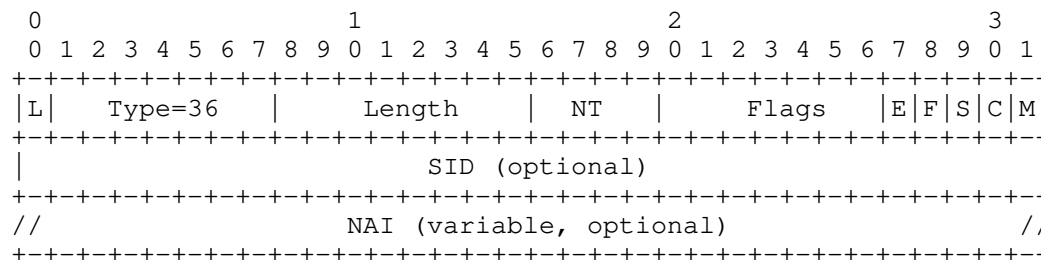 0 1 2 3
0 1 2 3 4 5 6 7 8 9 0 1 2 3 4 5 6 7 8 9 0 1 2 3 4 5 6 7 8 9 0 1
+-+-+-+-+-+-+-+-+-+-+-+-+-+-+-+-+-+-+-+-+-+-+-+-+-+-+-+-+-+-+-+--
|L| Type=36 | Length | NT | Flags |E|F|S|C|M
+-+-+-+-+-+-+-+-+-+-+-+-+-+-+-+-+-+-+-+-+-+-+-+-+-+-+-+-+-+-+-+--
| SID (optional)
+-+-+-+-+-+-+-+-+-+-+-+-+-+-+-+-+-+-+-+-+-+-+-+-+-+-+-+-+-+-+-+--
// NAI (variable, optional) //
+-+-+-+-+-+-+-+-+-+-+-+-+-+-+-+-+-+-+-+-+-+-+-+-+-+-+-+-+-+-+-+--